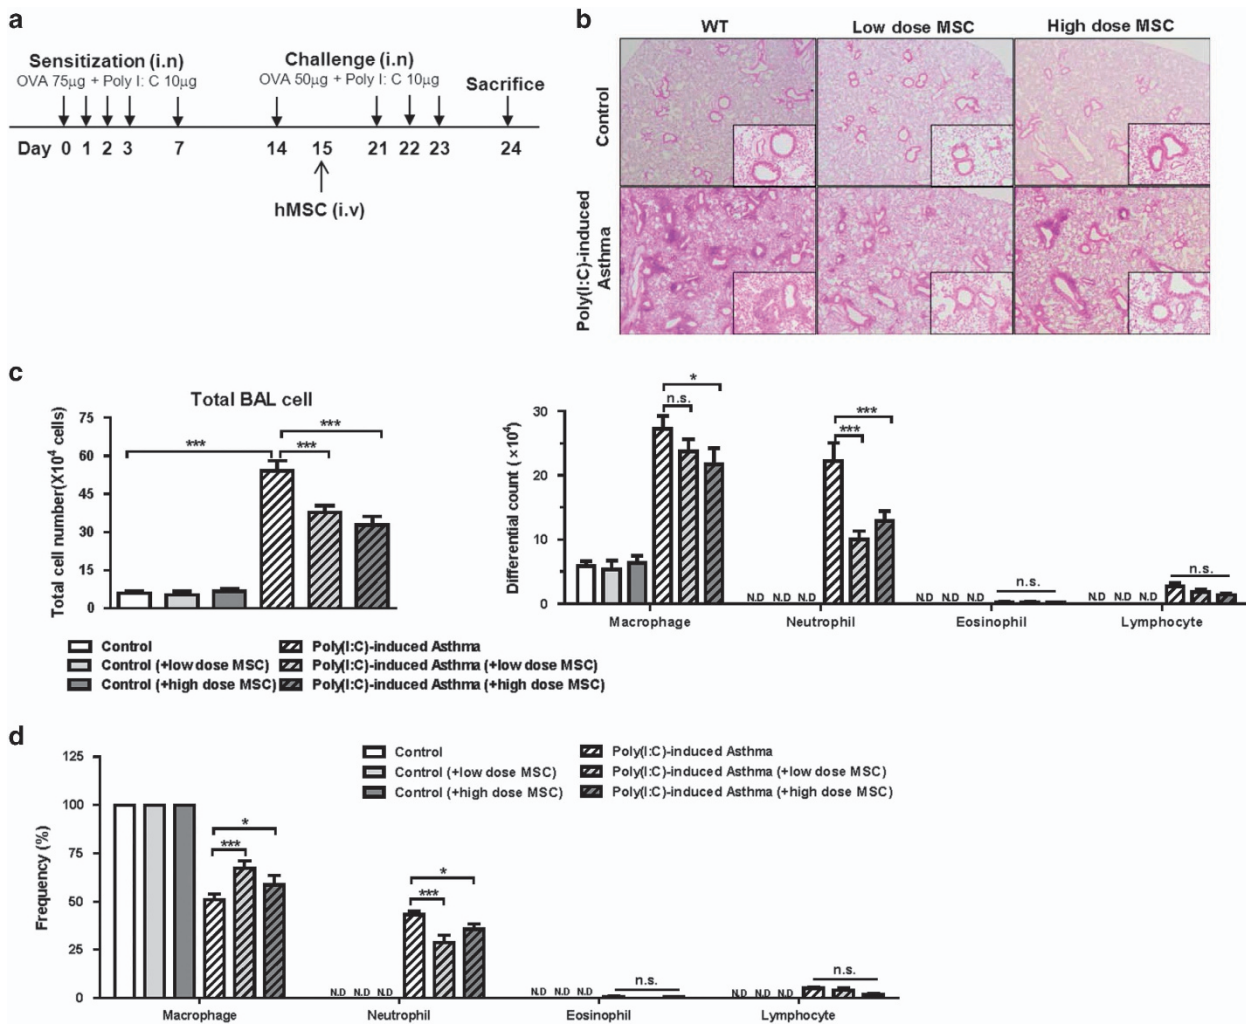 a
Sensitization (i.n)
OVA 75µg + Poly I: C 10µg
Challenge (i.n)
OVA 50µg + Poly I: C 10µg
Sacrifice
Day 0 1 2 3 7 14 15 21 22 23 24
hMSC (i.v)
b
WT Low dose MSC High dose MSC
Control
Poly(I:C)-induced
Asthma
c
Total BAL cell
Total cell number(X10⁴ cells)
75
60
45
30
15
0
***
***
***
Control
Control (+low dose MSC)
Control (+high dose MSC)
Poly(I:C)-induced Asthma
Poly(I:C)-induced Asthma (+low dose MSC)
Poly(I:C)-induced Asthma (+high dose MSC)
Differential count ( ×10⁴)
30
20
10
0
*
n.s.
***
***
n.s.
n.s.
N.D N.D N.D
N.D N.D N.D
N.D N.D N.D
Macrophage Neutrophil Eosinophil Lymphocyte
d
Control
Control (+low dose MSC)
Control (+high dose MSC)
Poly(I:C)-induced Asthma
Poly(I:C)-induced Asthma (+low dose MSC)
Poly(I:C)-induced Asthma (+high dose MSC)
Frequency (%)
125
100
75
50
25
0
*
***
*
***
n.s.
n.s.
N.D N.D N.D
N.D N.D N.D
N.D N.D N.D
Macrophage Neutrophil Eosinophil Lymphocyte